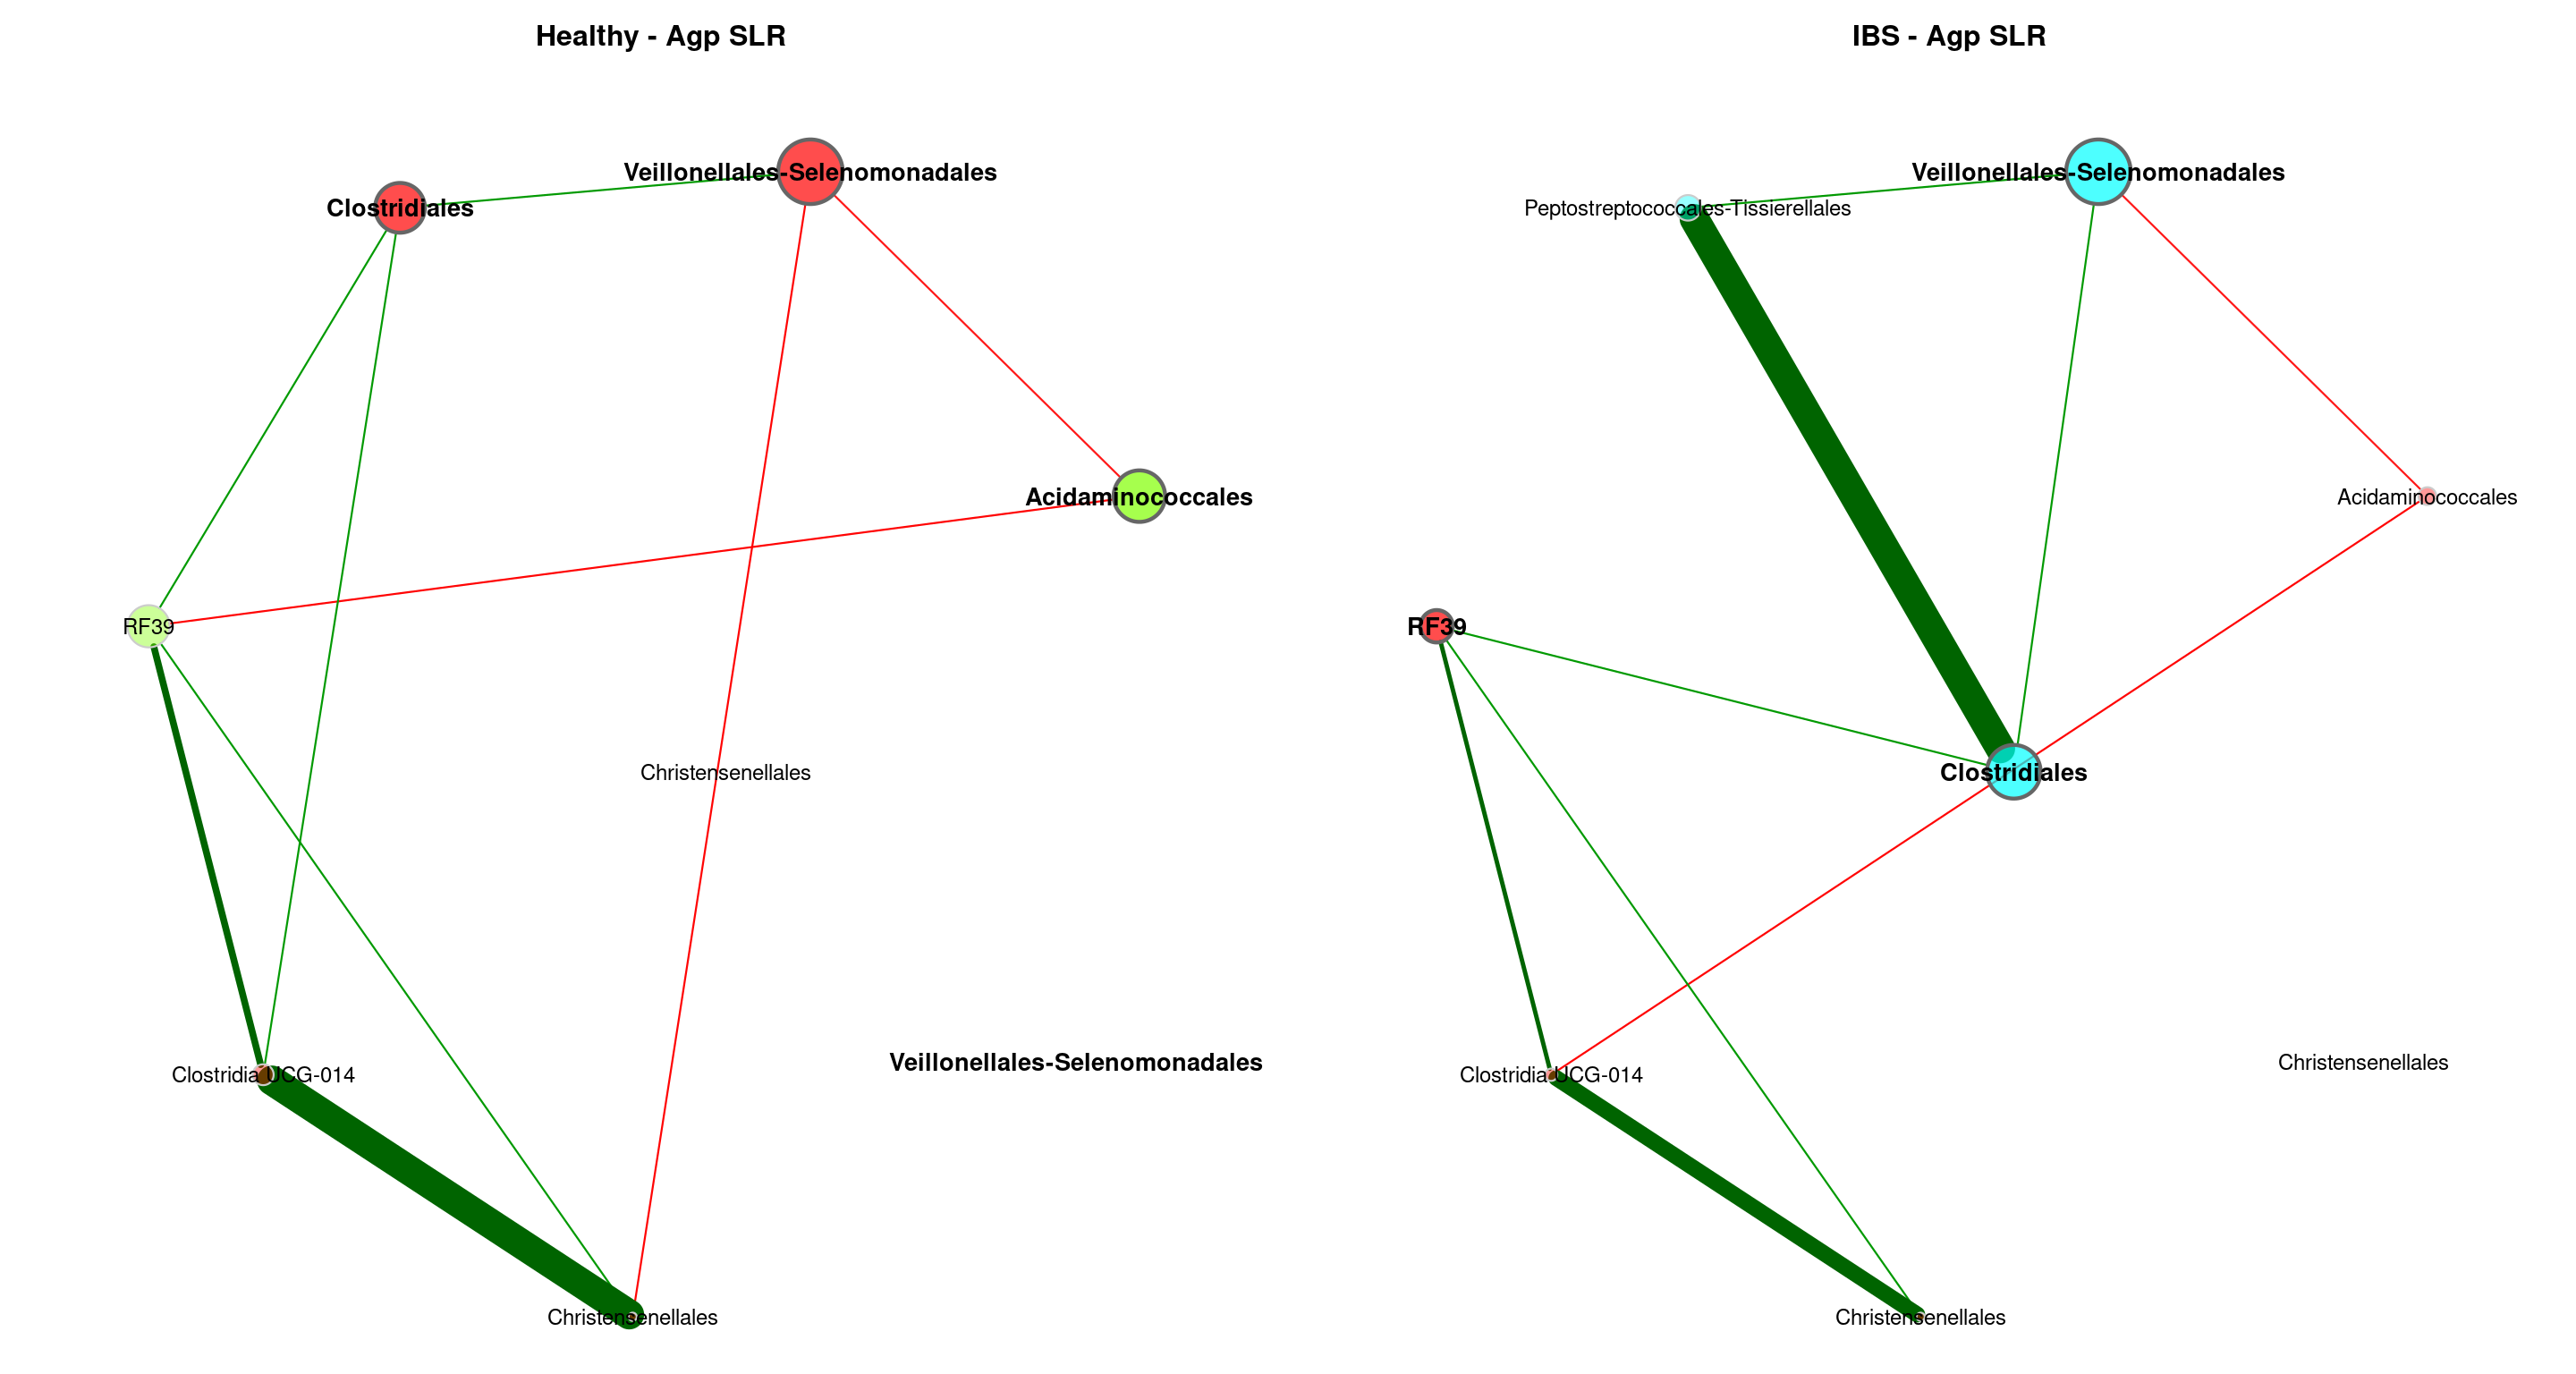 Healthy - Agp SLR
Veillonellales-Selenomonadales
Clostridiales
Acidaminococcales
RF39
Christensenellales
Veillonellales-Selenomonadales
Clostridia UCG-014
Christensenellales
IBS - Agp SLR
Veillonellales-Selenomonadales
Peptostreptococcales-Tissierellales
Acidaminococcales
RF39
Clostridiales
Christensenellales
Clostridia UCG-014
Christensenellales